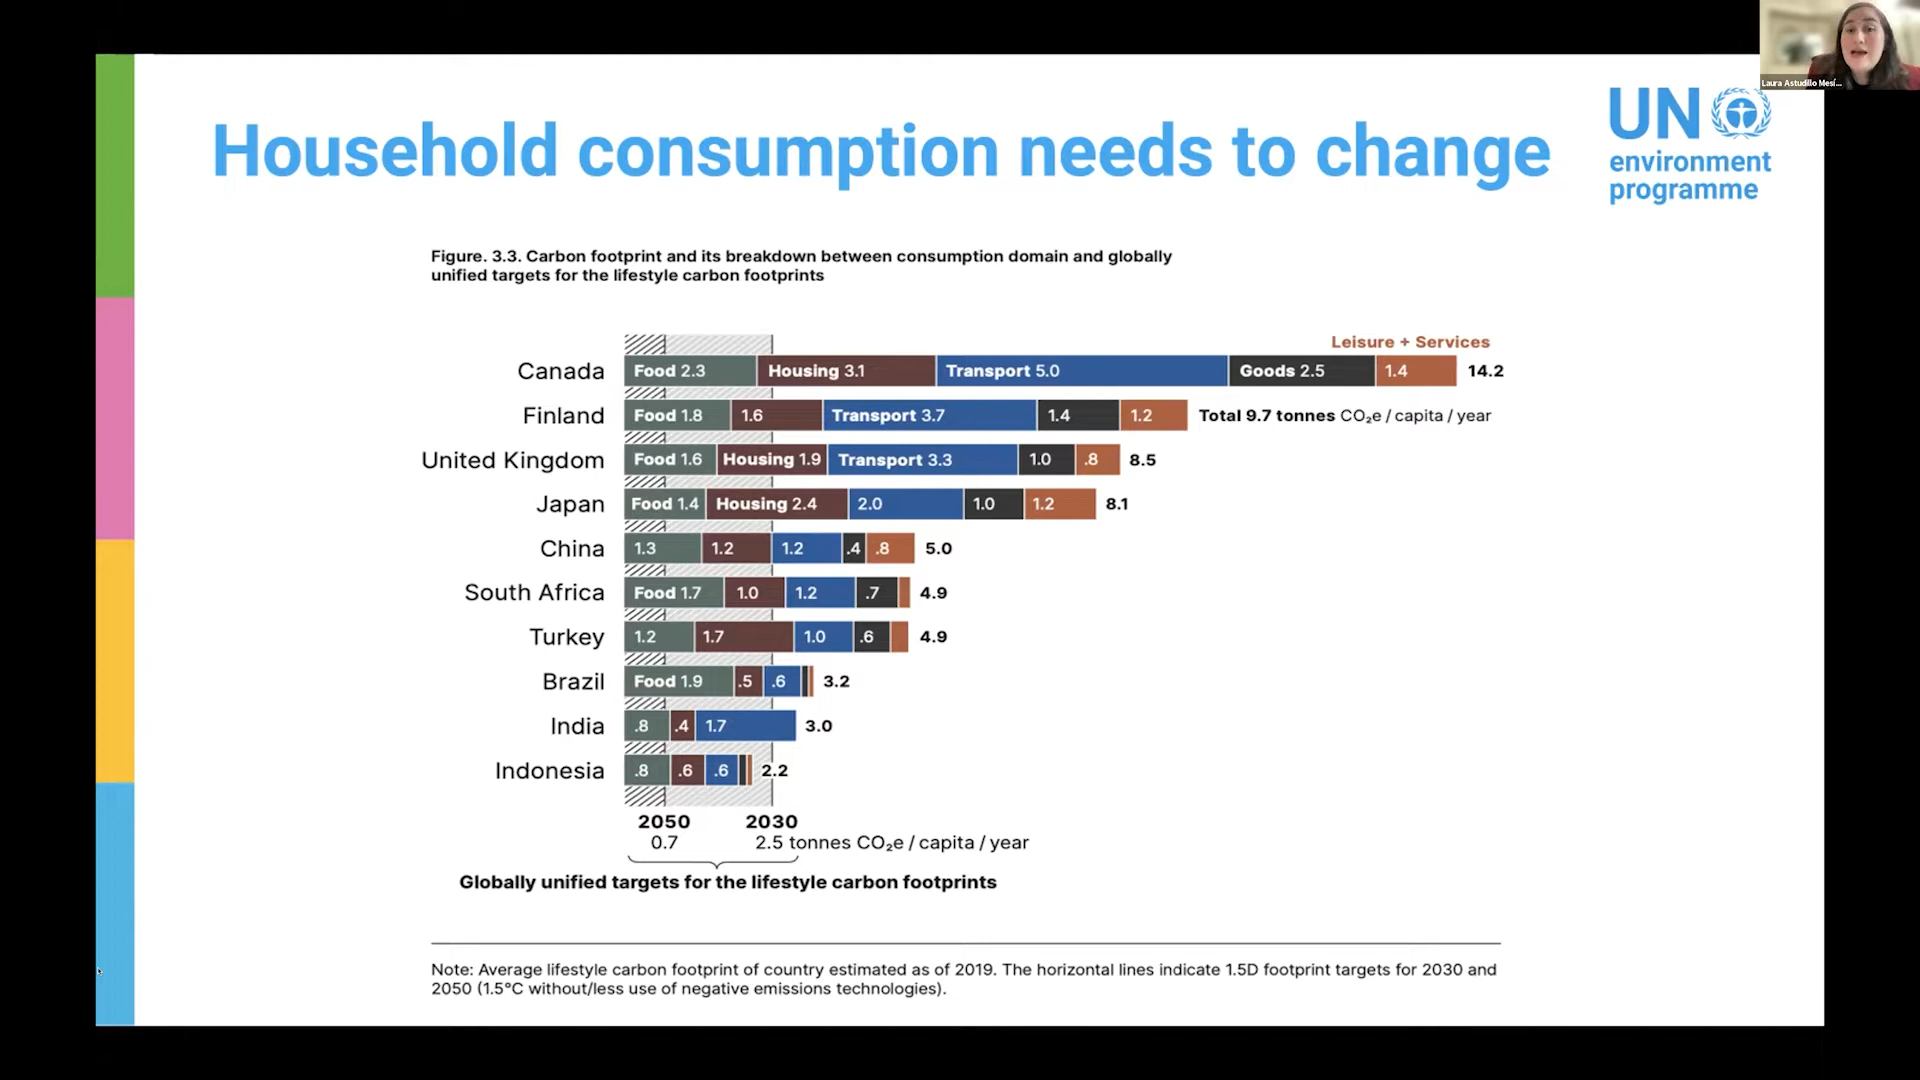 Laura Astudillo Mesí...
Household consumption needs to change
UN
environment
programme
Figure. 3.3. Carbon footprint and its breakdown between consumption domain and globally
unified targets for the lifestyle carbon footprints
Leisure + Services
Canada Food 2.3 Housing 3.1 Transport 5.0 Goods 2.5 1.4 14.2
Finland Food 1.8 1.6 Transport 3.7 1.4 1.2 Total 9.7 tonnes CO₂e / capita / year
United Kingdom Food 1.6 Housing 1.9 Transport 3.3 1.0 .8 8.5
Japan Food 1.4 Housing 2.4 2.0 1.0 1.2 8.1
China 1.3 1.2 1.2 .4 .8 5.0
South Africa Food 1.7 1.0 1.2 .7 4.9
Turkey 1.2 1.7 1.0 .6 4.9
Brazil Food 1.9 .5 .6 3.2
India .8 .4 1.7 3.0
Indonesia .8 .6 .6 2.2
2050 2030
0.7 2.5 tonnes CO₂e / capita / year
Globally unified targets for the lifestyle carbon footprints
Note: Average lifestyle carbon footprint of country estimated as of 2019. The horizontal lines indicate 1.5D footprint targets for 2030 and
2050 (1.5°C without/less use of negative emissions technologies).